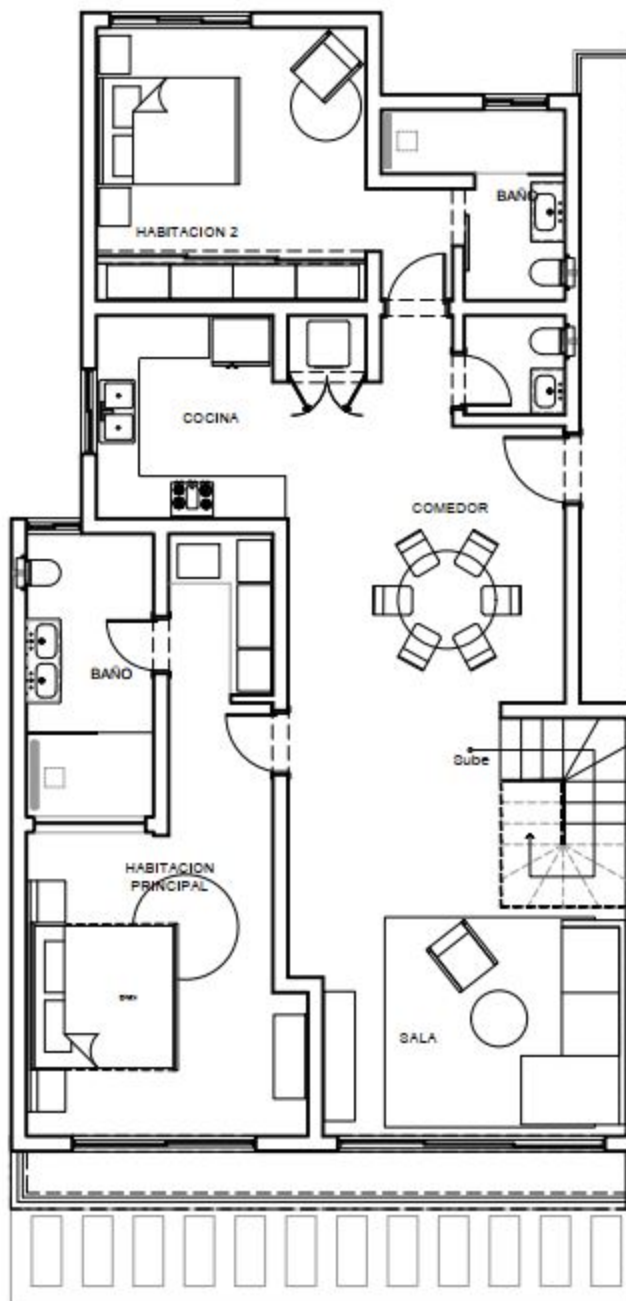 BAÑO
HABITACION 2
COCINA
COMEDOR
BAÑO
Sube
HABITACION
PRINCIPAL
SALA